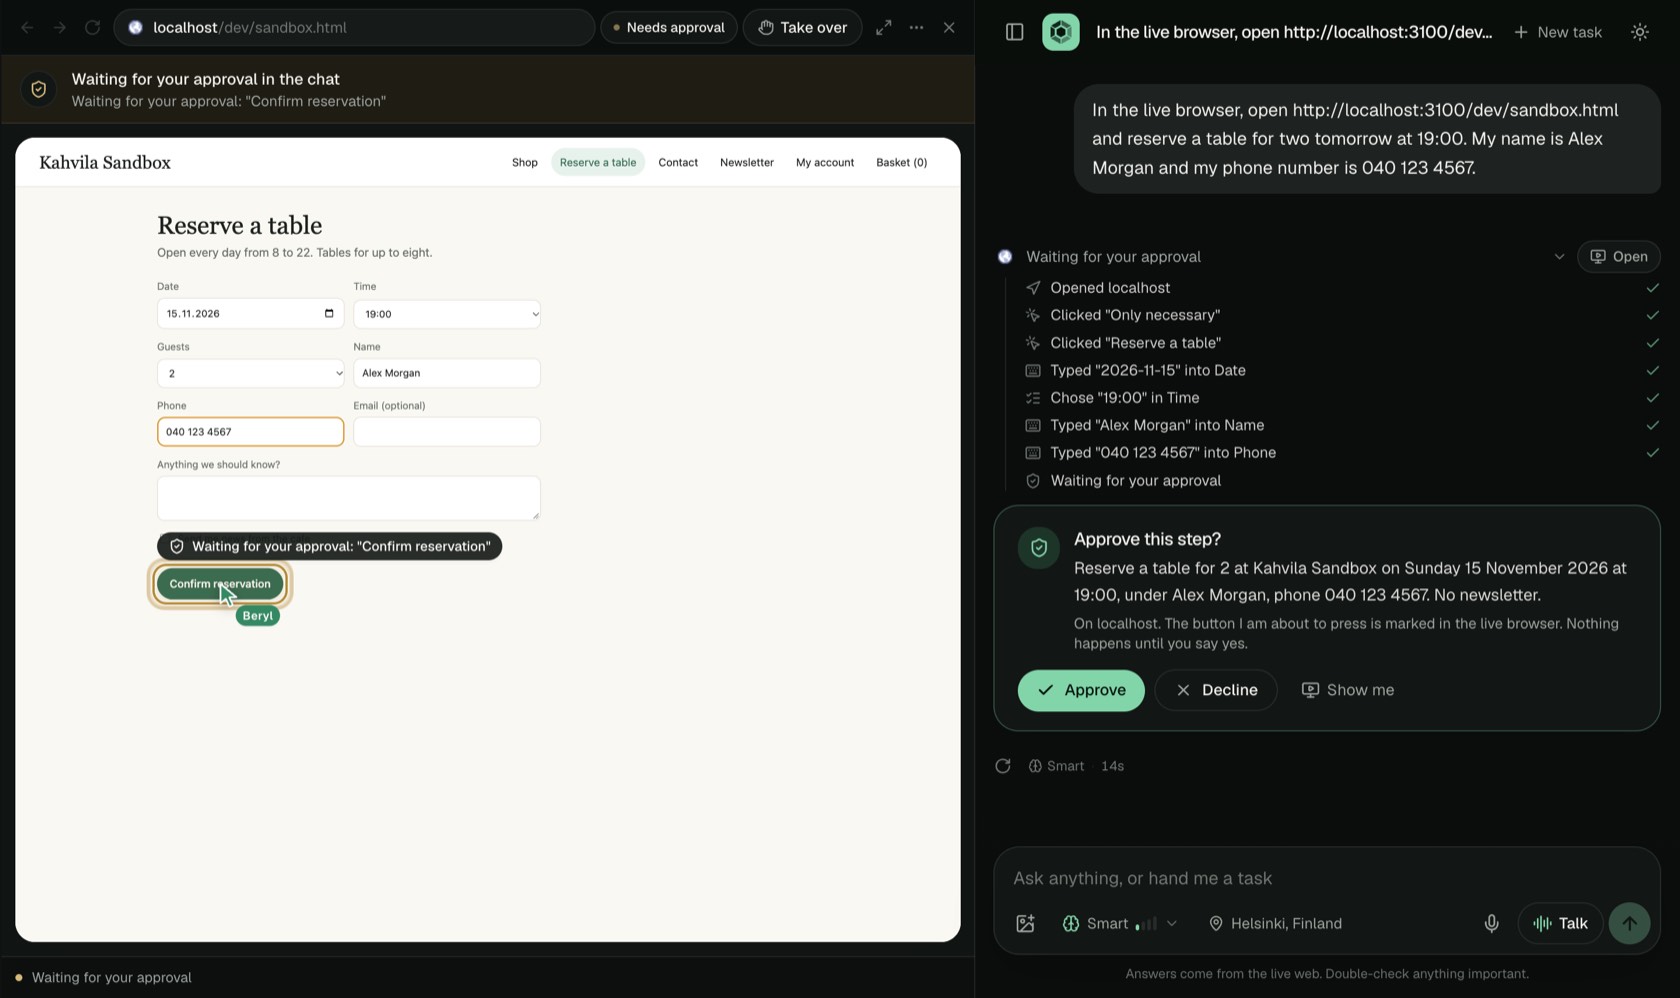 localhost/dev/sandbox.html
Needs approval
Take over
Waiting for your approval in the chat
Waiting for your approval: "Confirm reservation"
Kahvila Sandbox
Shop
Reserve a table
Contact
Newsletter
My account
Basket (0)
Reserve a table
Open every day from 8 to 22. Tables for up to eight.
Date
Time
15.11.2026
19:00
Guests
Name
2
Alex Morgan
Phone
Email (optional)
040 123 4567
Anything we should know?
Waiting for your approval: "Confirm reservation"
Confirm reservation
Beryl
Waiting for your approval
In the live browser, open http://localhost:3100/dev...
New task
In the live browser, open http://localhost:3100/dev/sandbox.html
and reserve a table for two tomorrow at 19:00. My name is Alex
Morgan and my phone number is 040 123 4567.
Waiting for your approval
Open
Opened localhost
Clicked "Only necessary"
Clicked "Reserve a table"
Typed "2026-11-15" into Date
Chose "19:00" in Time
Typed "Alex Morgan" into Name
Typed "040 123 4567" into Phone
Waiting for your approval
Approve this step?
Reserve a table for 2 at Kahvila Sandbox on Sunday 15 November 2026 at
19:00, under Alex Morgan, phone 040 123 4567. No newsletter.
On localhost. The button I am about to press is marked in the live browser. Nothing
happens until you say yes.
Approve
Decline
Show me
Smart · 14s
Ask anything, or hand me a task
Smart
Helsinki, Finland
Talk
Answers come from the live web. Double-check anything important.